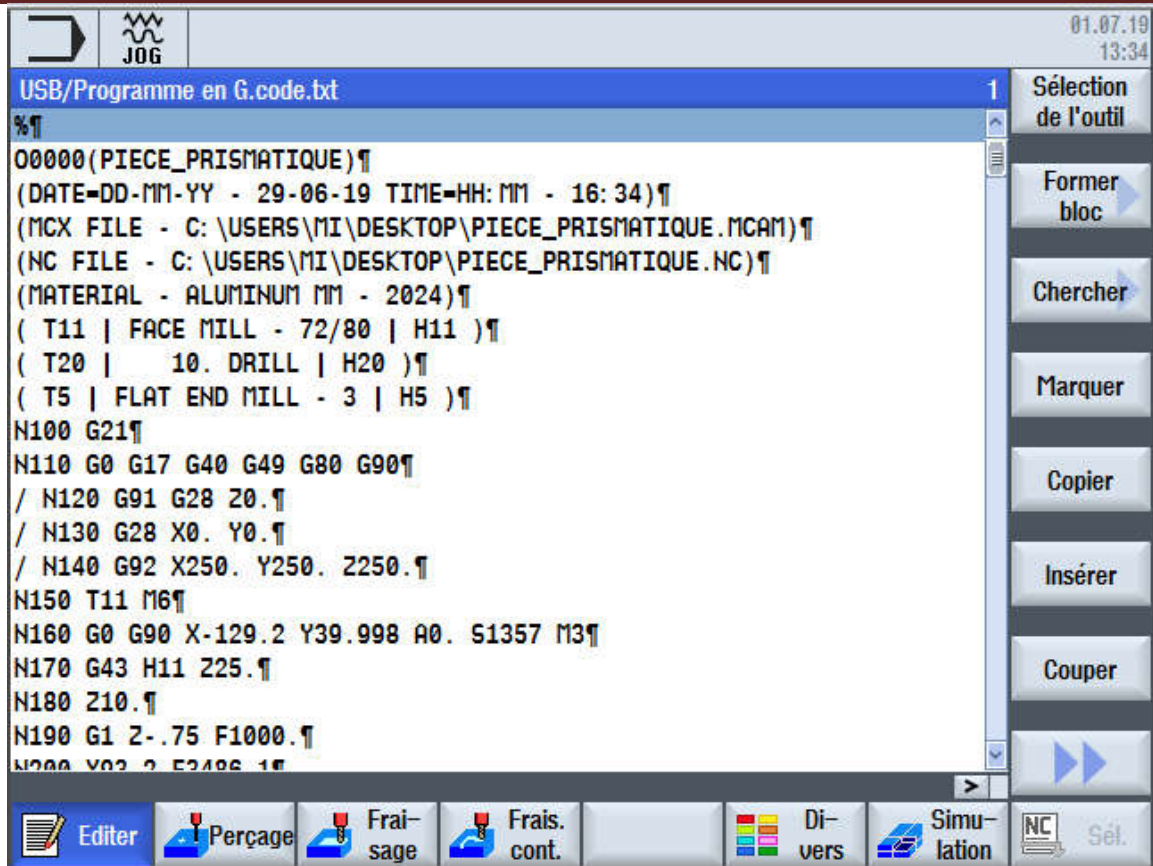 JOG
01.07.19
13:34
USB/Programme en G.code.txt 1
%¶
O0000(PIECE_PRISMATIQUE)¶
(DATE=DD-MM-YY - 29-06-19 TIME=HH:MM - 16:34)¶
(MCX FILE - C:\USERS\MI\DESKTOP\PIECE_PRISMATIQUE.MCAM)¶
(NC FILE - C:\USERS\MI\DESKTOP\PIECE_PRISMATIQUE.NC)¶
(MATERIAL - ALUMINUM MM - 2024)¶
( T11 | FACE MILL - 72/80 | H11 )¶
( T20 |    10. DRILL | H20 )¶
( T5 | FLAT END MILL - 3 | H5 )¶
N100 G21¶
N110 G0 G17 G40 G49 G80 G90¶
/ N120 G91 G28 Z0.¶
/ N130 G28 X0. Y0.¶
/ N140 G92 X250. Y250. Z250.¶
N150 T11 M6¶
N160 G0 G90 X-129.2 Y39.998 A0. S1357 M3¶
N170 G43 H11 Z25.¶
N180 Z10.¶
N190 G1 Z-.75 F1000.¶
N200 Y93.2 F3486.1¶
Sélection
de l'outil
Former
bloc
Chercher
Marquer
Copier
Insérer
Couper
Editer
Perçage
Frai-
sage
Frais.
cont.
Di-
vers
Simu-
lation
NC
Sél.